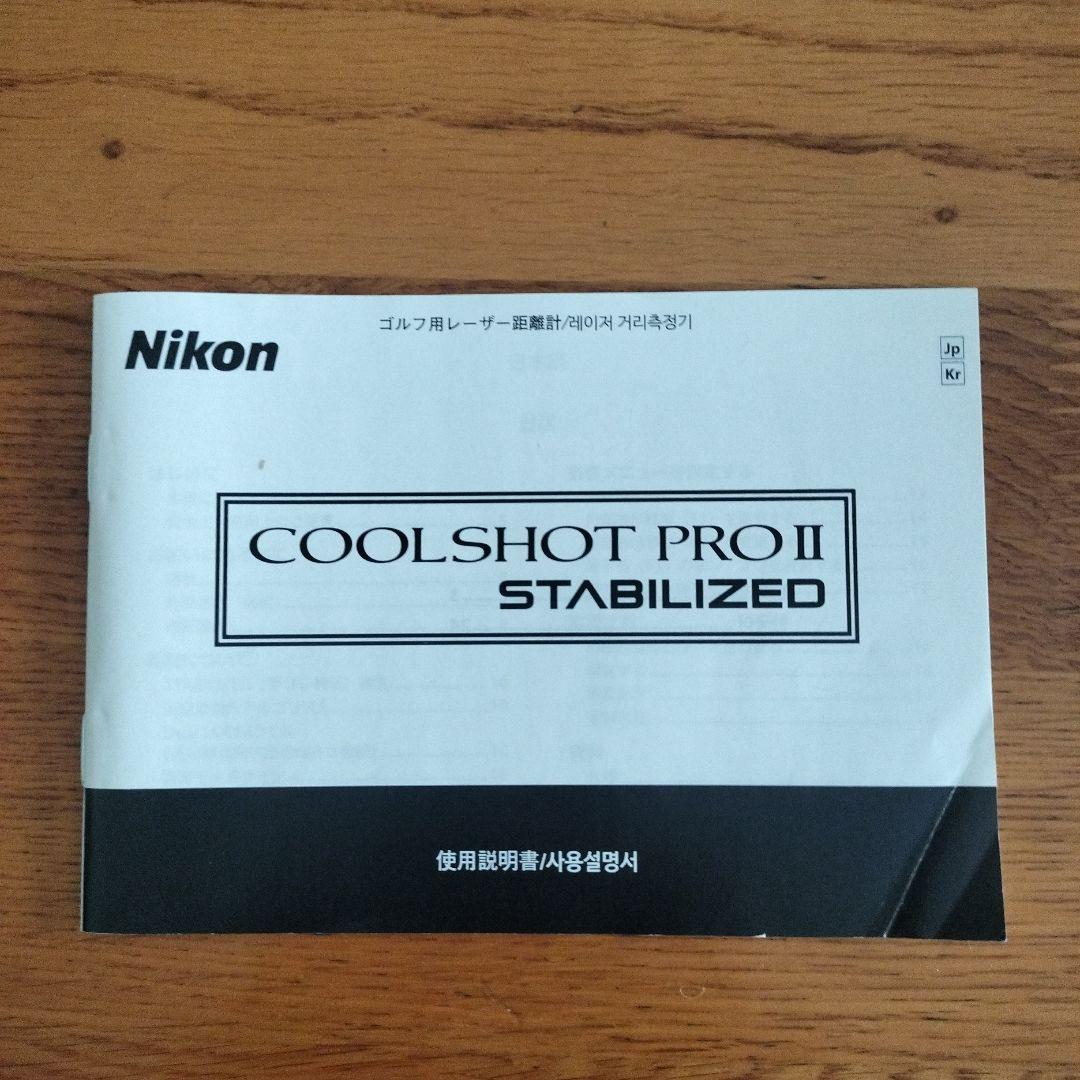 ゴルフ用レーザー距離計/레이저 거리측정기
Nikon
Jp
Kr
COOLSHOT PRO II
STABILIZED
使用説明書/사용설명서